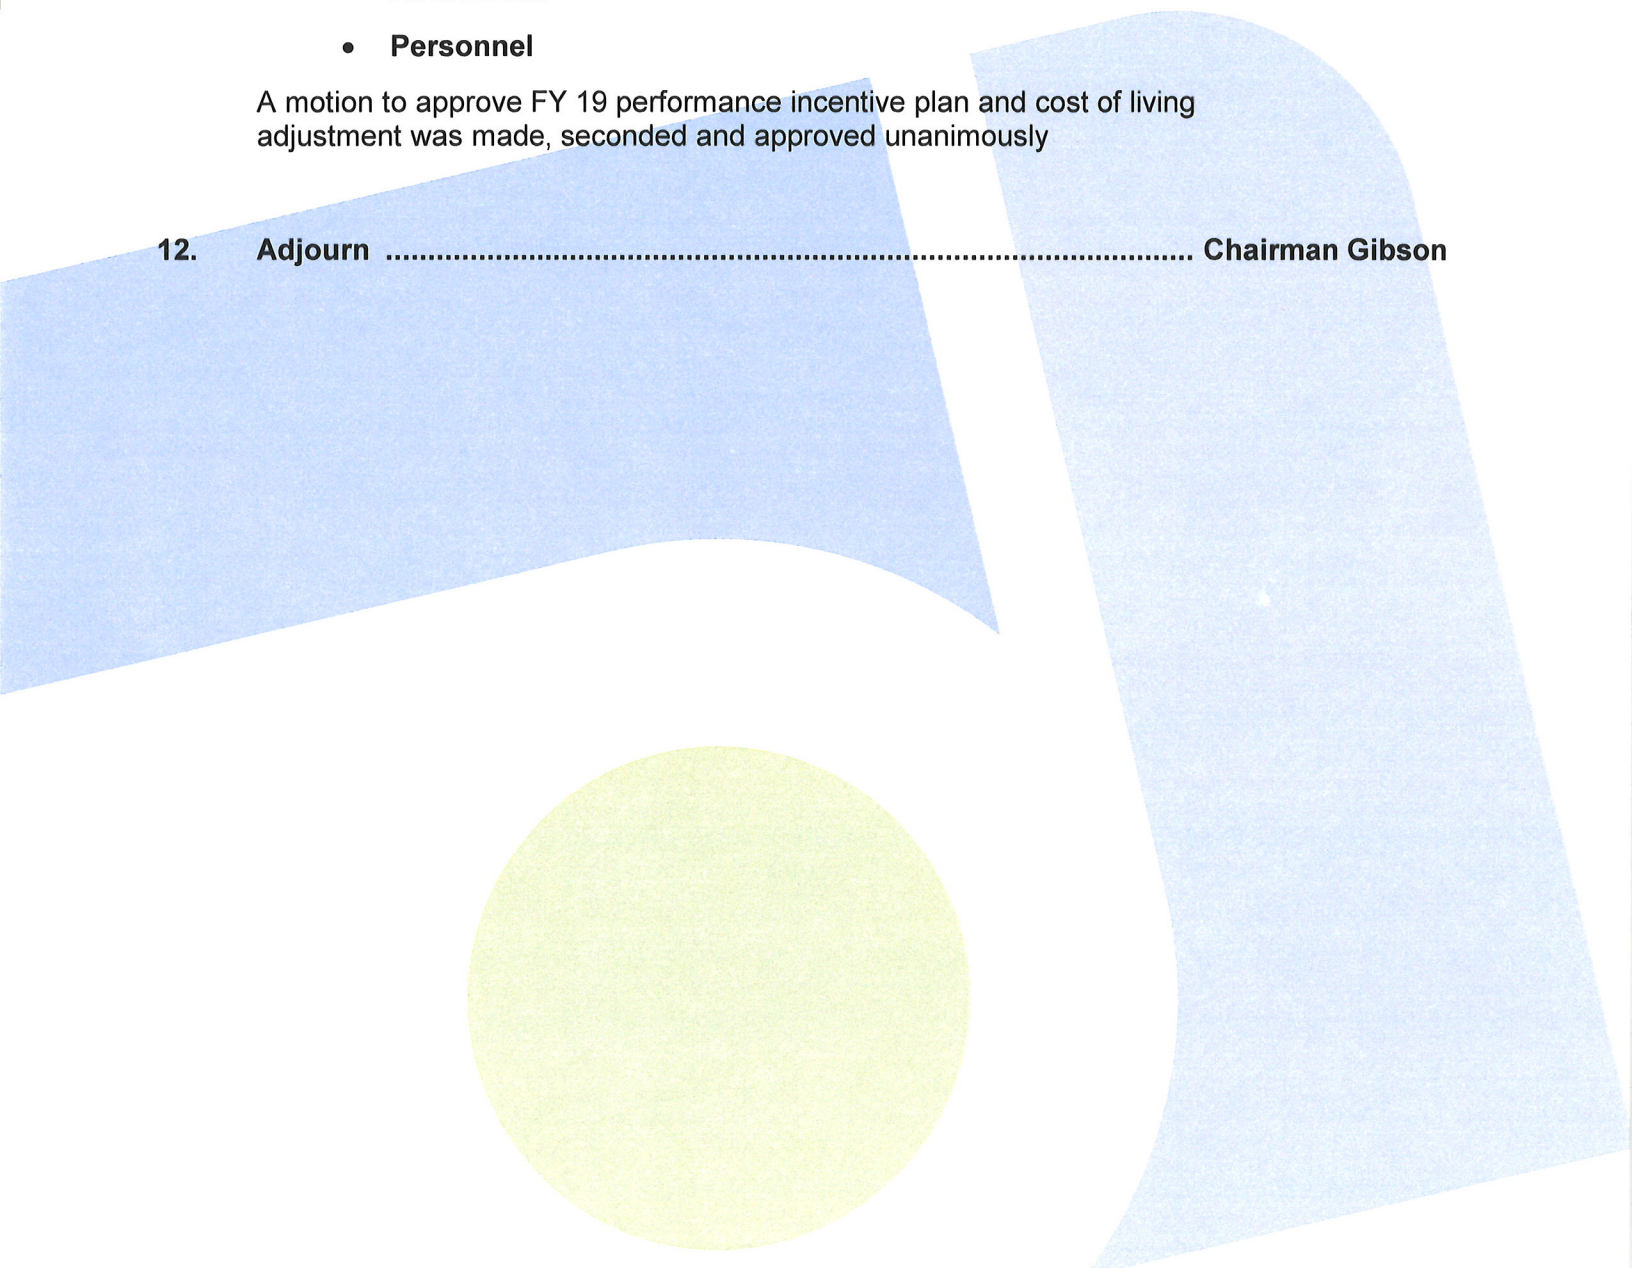 • Personnel
A motion to approve FY 19 performance incentive plan and cost of living
adjustment was made, seconded and approved unanimously
12. Adjourn ................................................................................................ Chairman Gibson